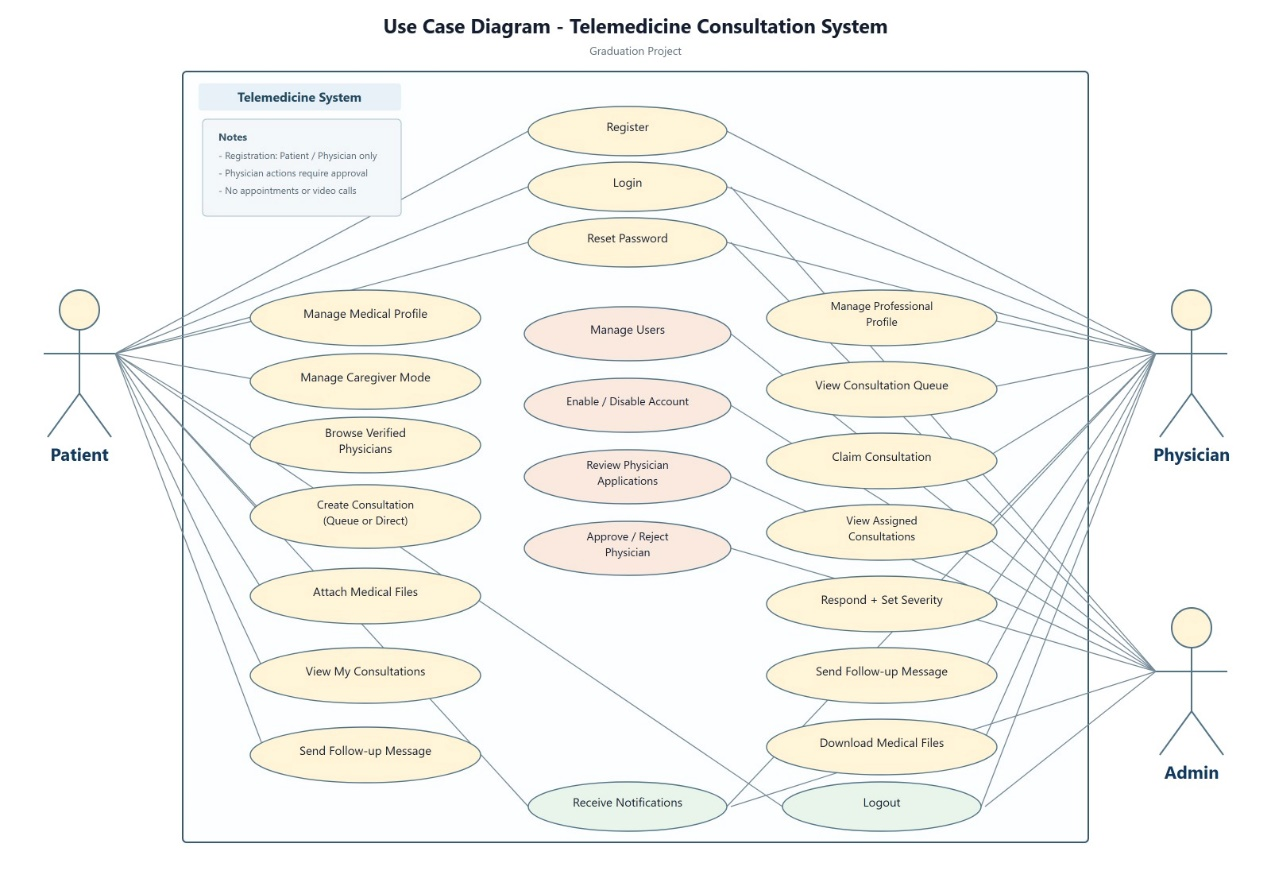 Use Case Diagram - Telemedicine Consultation System
Graduation Project
Telemedicine System
Notes
- Registration: Patient / Physician only
- Physician actions require approval
- No appointments or video calls
Register
Login
Reset Password
Manage Medical Profile
Manage Caregiver Mode
Browse Verified
Physicians
Create Consultation
(Queue or Direct)
Attach Medical Files
View My Consultations
Send Follow-up Message
Manage Users
Enable / Disable Account
Review Physician
Applications
Approve / Reject
Physician
Manage Professional
Profile
View Consultation Queue
Claim Consultation
View Assigned
Consultations
Respond + Set Severity
Send Follow-up Message
Download Medical Files
Receive Notifications
Logout
Patient
Physician
Admin